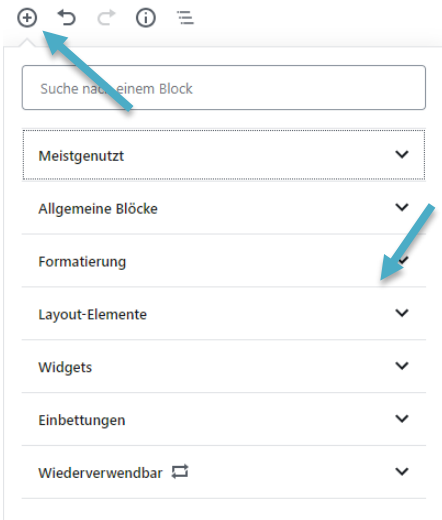 Suche nach einem Block
Meistgenutzt
Allgemeine Blöcke
Formatierung
Layout-Elemente
Widgets
Einbettungen
Wiederverwendbar